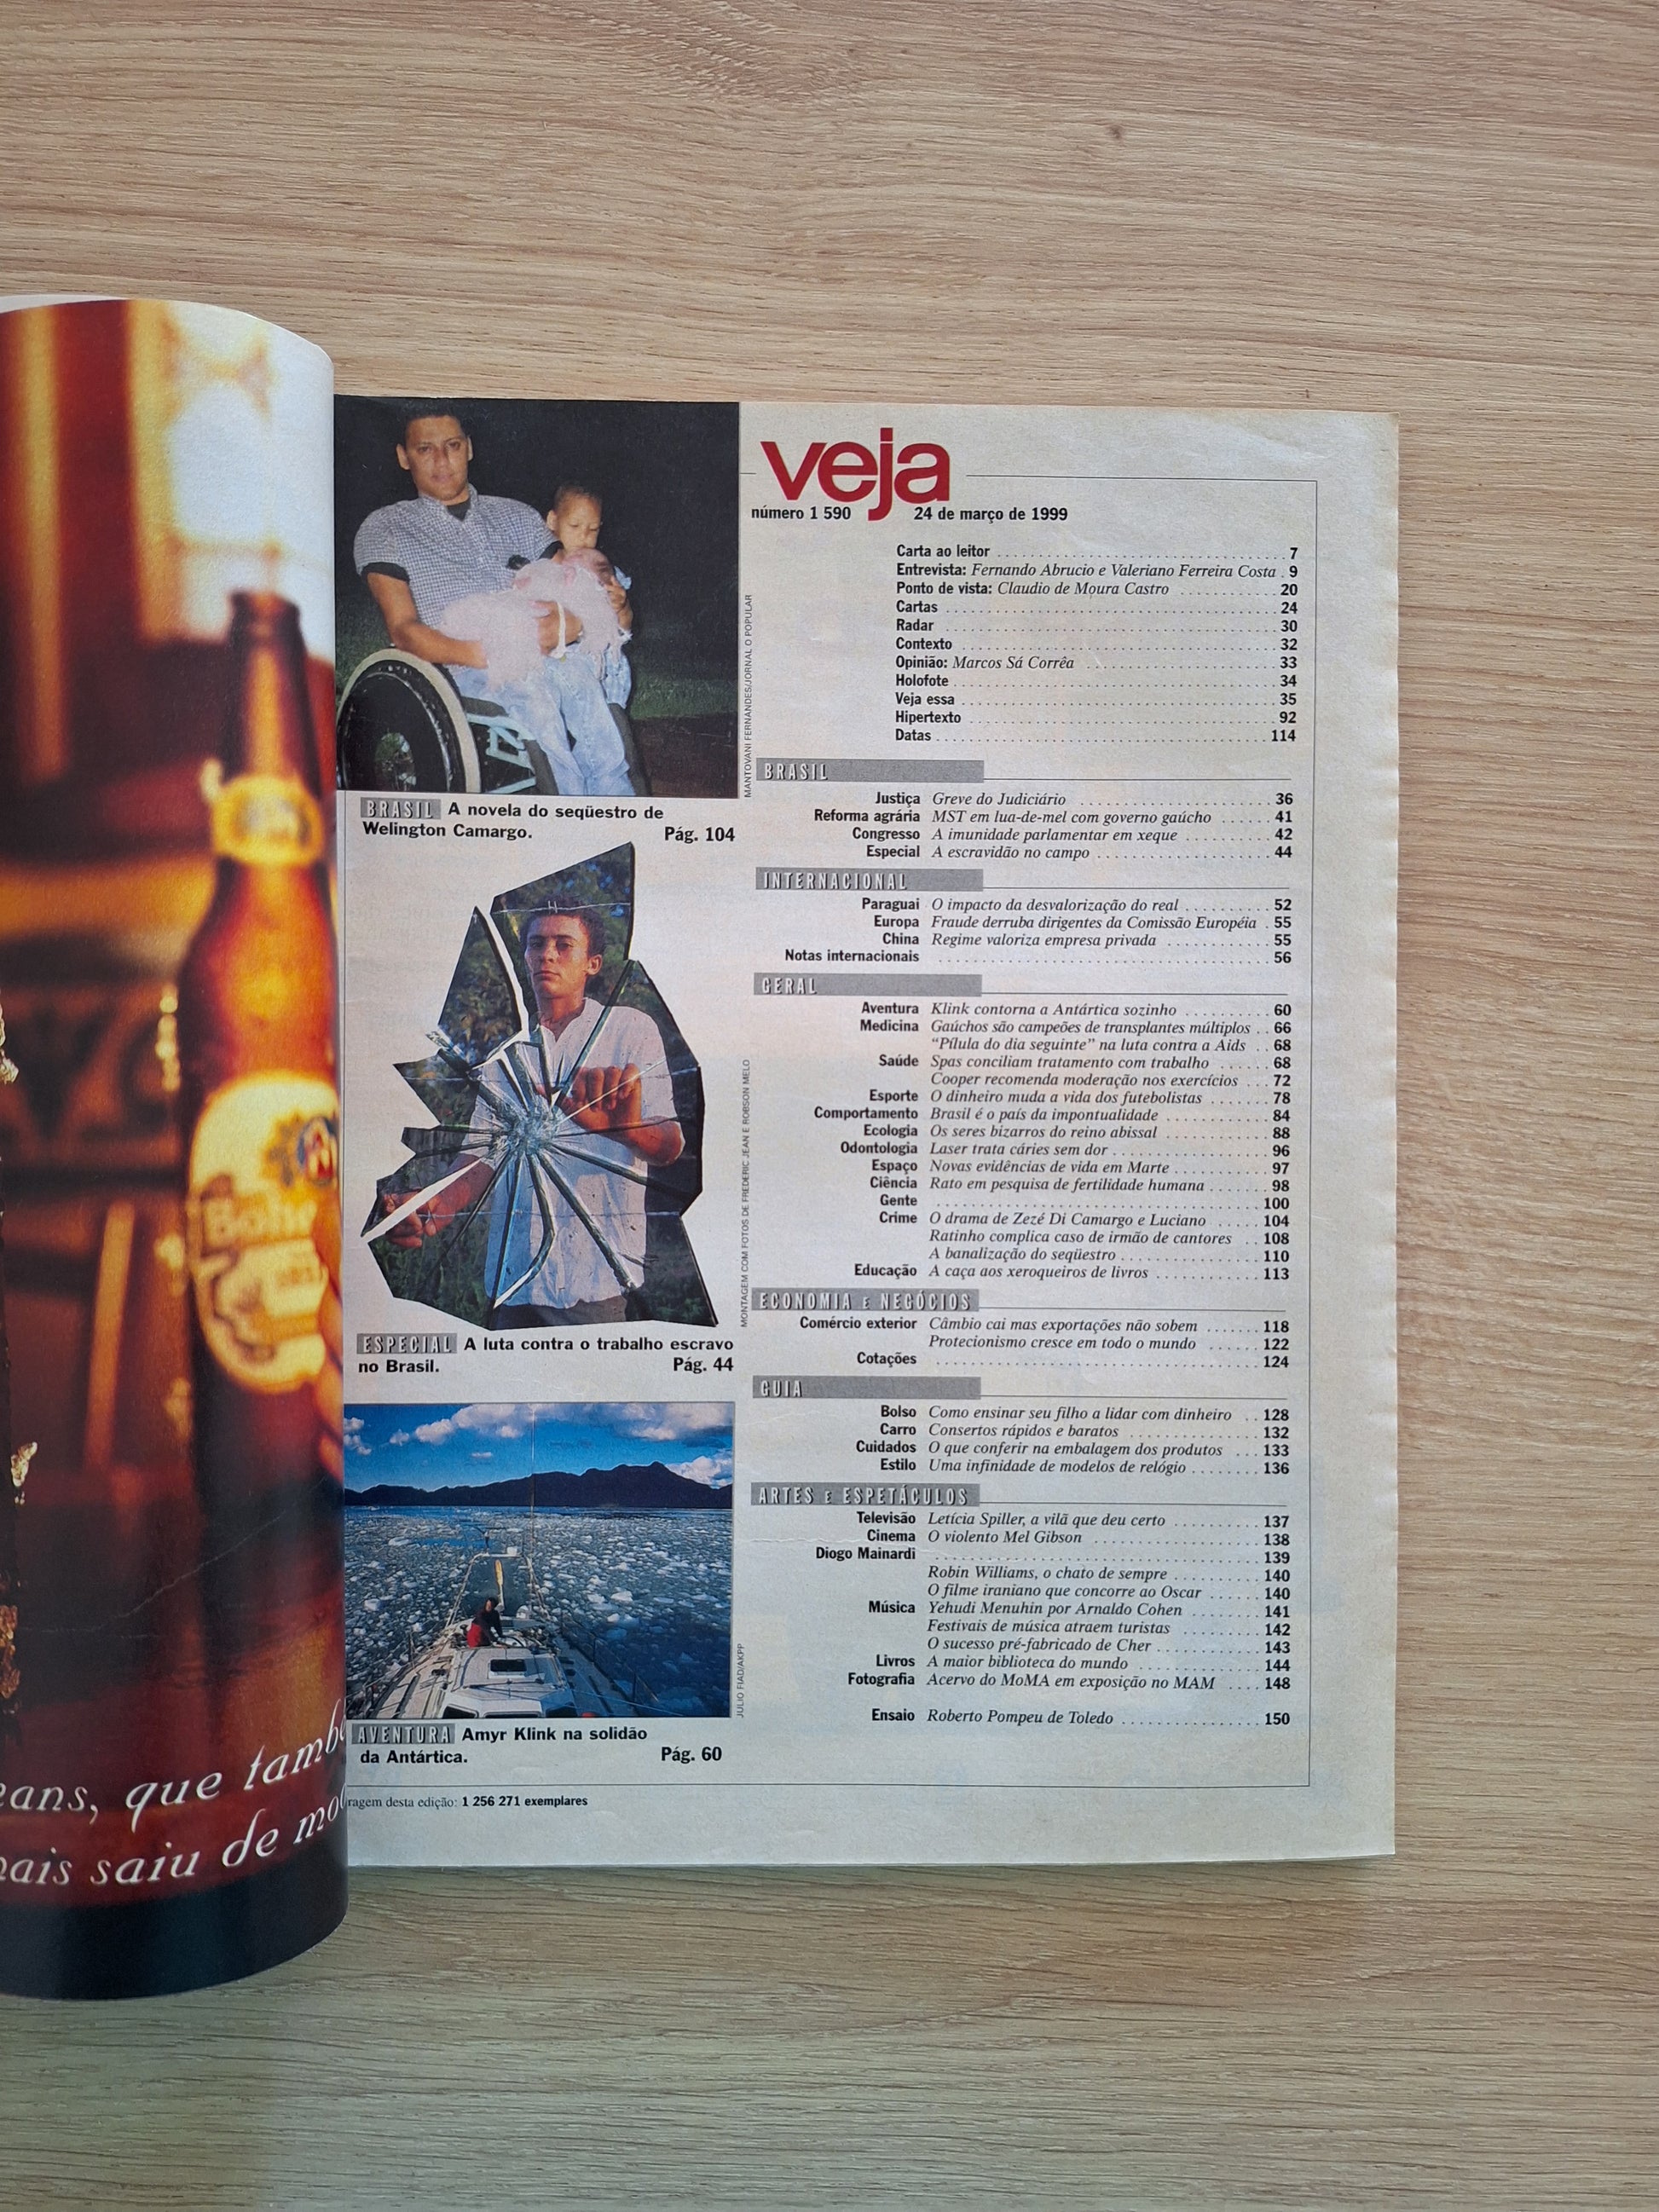 veja
número 1 590
24 de março de 1999
Carta ao leitor 7
Entrevista: Fernando Abrucio e Valeriano Ferreira Costa 9
Ponto de vista: Claudio de Moura Castro 20
Cartas 24
Radar 30
Contexto 32
Opinião: Marcos Sá Corrêa 33
Holofote 34
Veja essa 35
Hipertexto 92
Datas 114
BRASIL
Justiça Greve do Judiciário 36
Reforma agrária MST em lua-de-mel com governo gaúcho 41
Congresso A imunidade parlamentar em xeque 42
Especial A escravidão no campo 44
INTERNACIONAL
Paraguai O impacto da desvalorização do real 52
Europa Fraude derruba dirigentes da Comissão Européia 55
China Regime valoriza empresa privada 55
Notas internacionais 56
GERAL
Aventura Klink contorna a Antártica sozinho 60
Medicina Gaúchos são campeões de transplantes múltiplos 66
"Pílula do dia seguinte" na luta contra a Aids 68
Saúde Spas conciliam tratamento com trabalho 68
Cooper recomenda moderação nos exercícios 72
Esporte O dinheiro muda a vida dos futebolistas 78
Comportamento Brasil é o país da impontualidade 84
Ecologia Os seres bizarros do reino abissal 88
Odontologia Laser trata cáries sem dor 96
Espaço Novas evidências de vida em Marte 97
Ciência Rato em pesquisa de fertilidade humana 98
Gente 100
Crime O drama de Zezé Di Camargo e Luciano 104
Ratinho complica caso de irmão de cantores 108
A banalização do seqüestro 110
Educação A caça aos xeroqueiros de livros 113
ECONOMIA E NEGÓCIOS
Comércio exterior Câmbio cai mas exportações não sobem 118
Protecionismo cresce em todo o mundo 122
Cotações 124
GUIA
Bolso Como ensinar seu filho a lidar com dinheiro 128
Carro Consertos rápidos e baratos 132
Cuidados O que conferir na embalagem dos produtos 133
Estilo Uma infinidade de modelos de relógio 136
ARTES E ESPETÁCULOS
Televisão Letícia Spiller, a vilã que deu certo 137
Cinema O violento Mel Gibson 138
Diogo Mainardi 139
Robin Williams, o chato de sempre 140
O filme iraniano que concorre ao Oscar 140
Música Yehudi Menuhin por Arnaldo Cohen 141
Festivais de música atraem turistas 142
O sucesso pré-fabricado de Cher 143
Livros A maior biblioteca do mundo 144
Fotografia Acervo do MoMA em exposição no MAM 148
Ensaio Roberto Pompeu de Toledo 150
MANTOVANI FERNANDES/JORNAL O POPULAR
BRASIL A novela do seqüestro de
Welington Camargo. Pág. 104
MONTAGEM COM FOTOS DE FREDERIC JEAN E ROBSON MELO
ESPECIAL A luta contra o trabalho escravo
no Brasil. Pág. 44
JULIO FIAD/AKPP
AVENTURA Amyr Klink na solidão
da Antártica. Pág. 60
ragem desta edição: 1 256 271 exemplares
eans, que tambe
ais saiu de mo